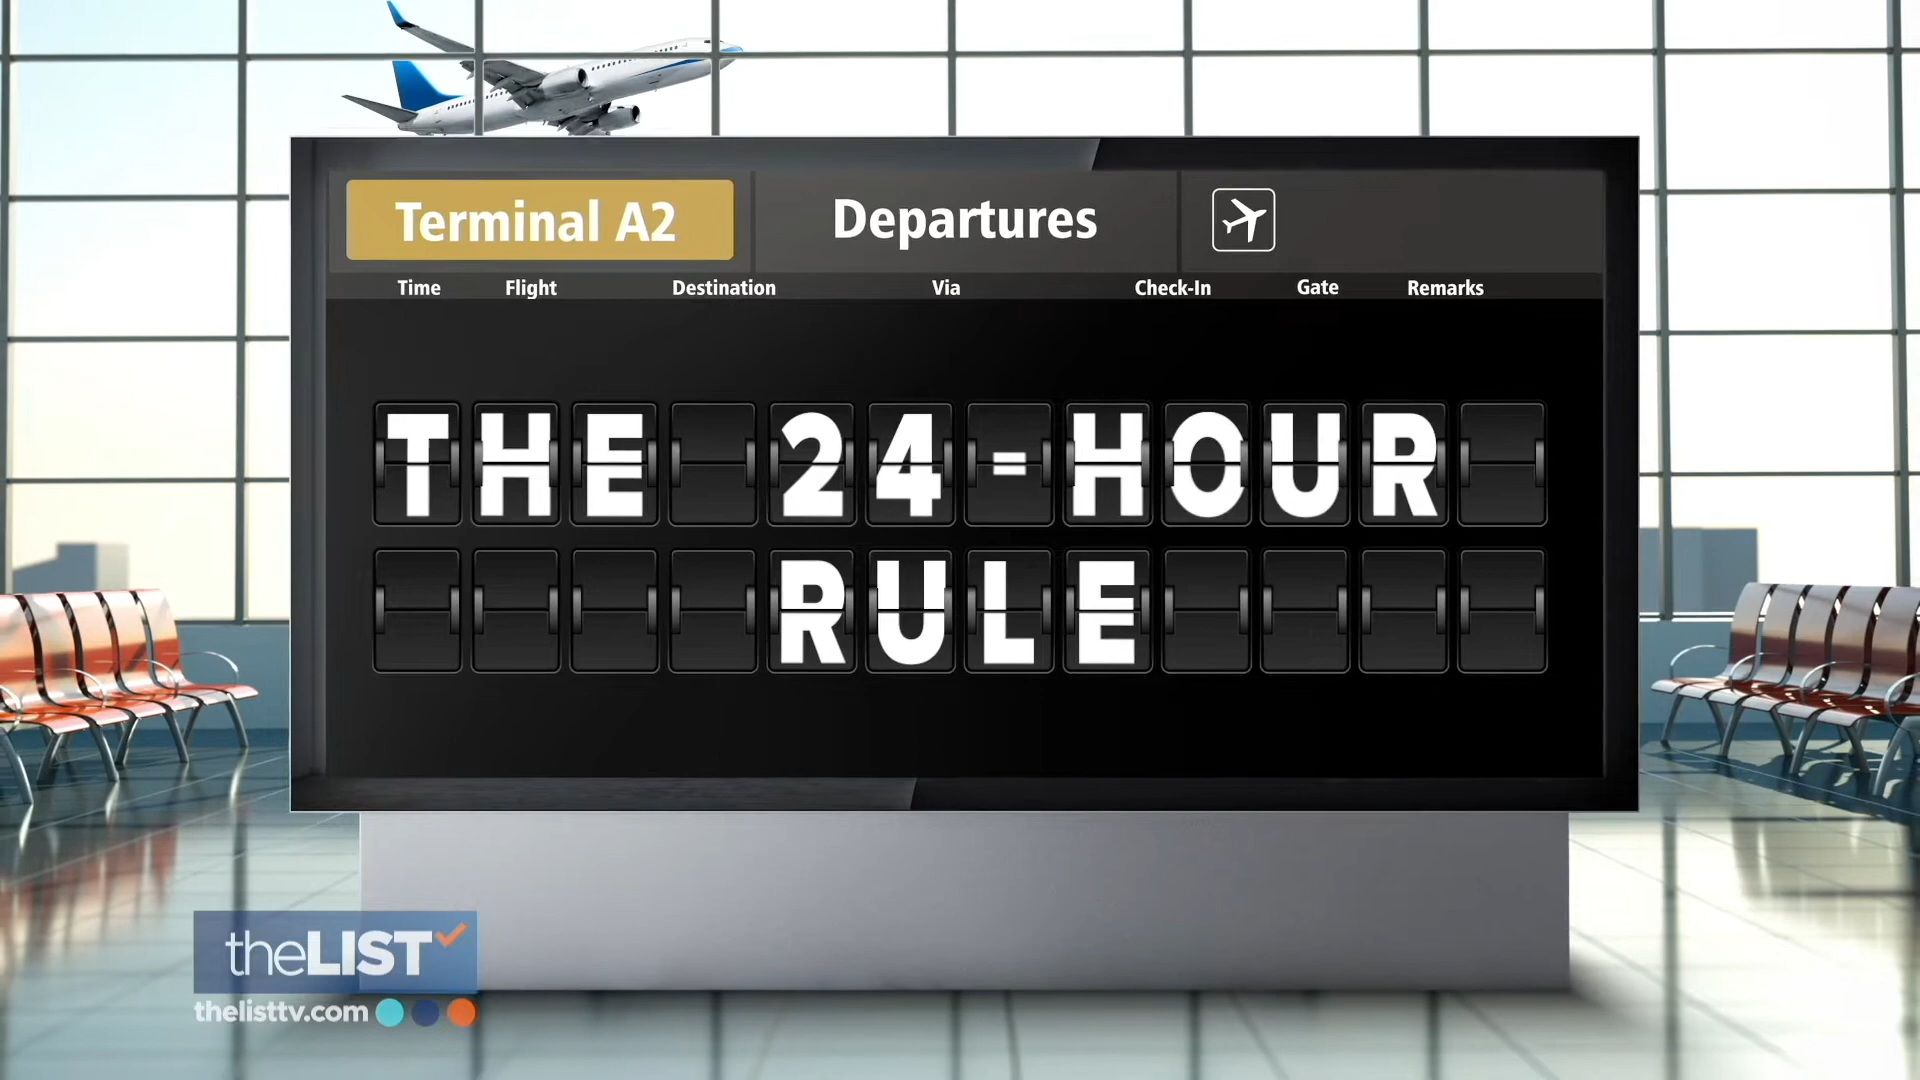 Terminal A2 Departures
Time Flight Destination Via Check-In Gate Remarks
THE 24-HOUR
RULE
theLIST
thelisttv.com